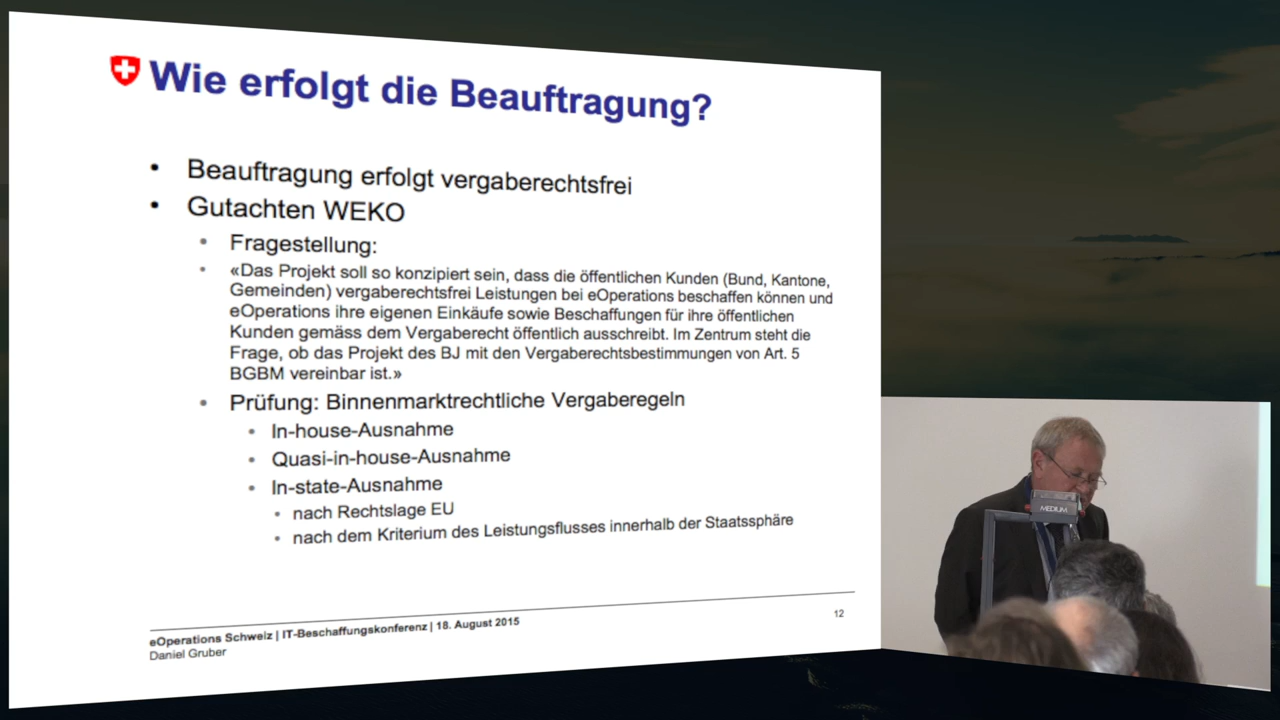 Wie erfolgt die Beauftragung?
• Beauftragung erfolgt vergaberechtsfrei
• Gutachten WEKO
• Fragestellung:
• «Das Projekt soll so konzipiert sein, dass die öffentlichen Kunden (Bund, Kantone,
Gemeinden) vergaberechtsfrei Leistungen bei eOperations beschaffen können und
eOperations ihre eigenen Einkäufe sowie Beschaffungen für ihre öffentlichen
Kunden gemäss dem Vergaberecht öffentlich ausschreibt. Im Zentrum steht die
Frage, ob das Projekt des BJ mit den Vergaberechtsbestimmungen von Art. 5
BGBM vereinbar ist.»
• Prüfung: Binnenmarktrechtliche Vergaberegeln
• In-house-Ausnahme
• Quasi-in-house-Ausnahme
• In-state-Ausnahme
• nach Rechtslage EU
• nach dem Kriterium des Leistungsflusses innerhalb der Staatssphäre
eOperations Schweiz | IT-Beschaffungskonferenz | 18. August 2015
Daniel Gruber
12
MEDIUM